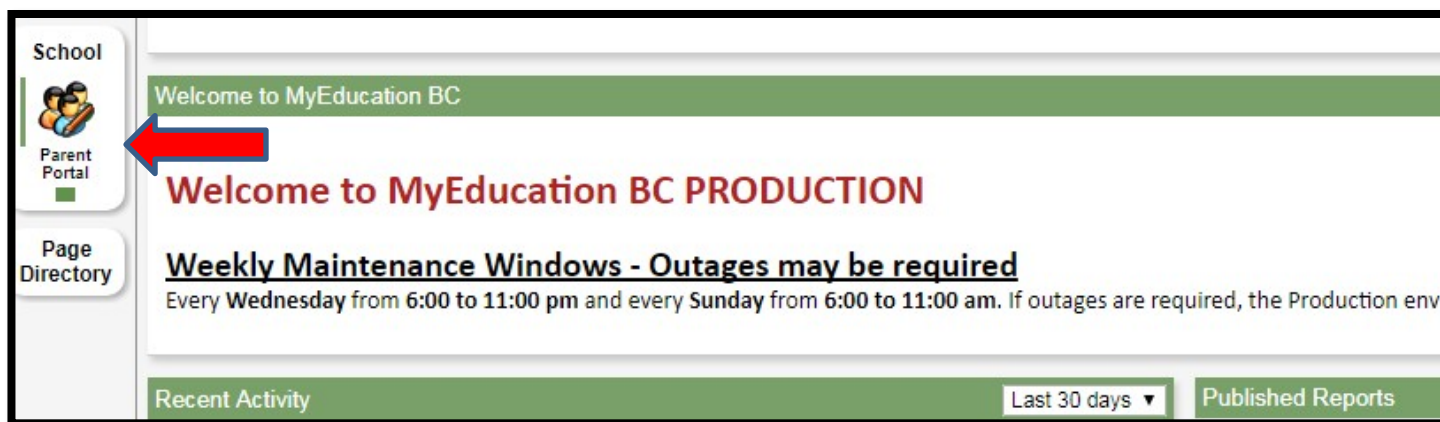 School
Parent
Portal
Page
Directory
Welcome to MyEducation BC
Welcome to MyEducation BC PRODUCTION
Weekly Maintenance Windows - Outages may be required
Every Wednesday from 6:00 to 11:00 pm and every Sunday from 6:00 to 11:00 am. If outages are required, the Production env
Recent Activity
Last 30 days ▼
Published Reports